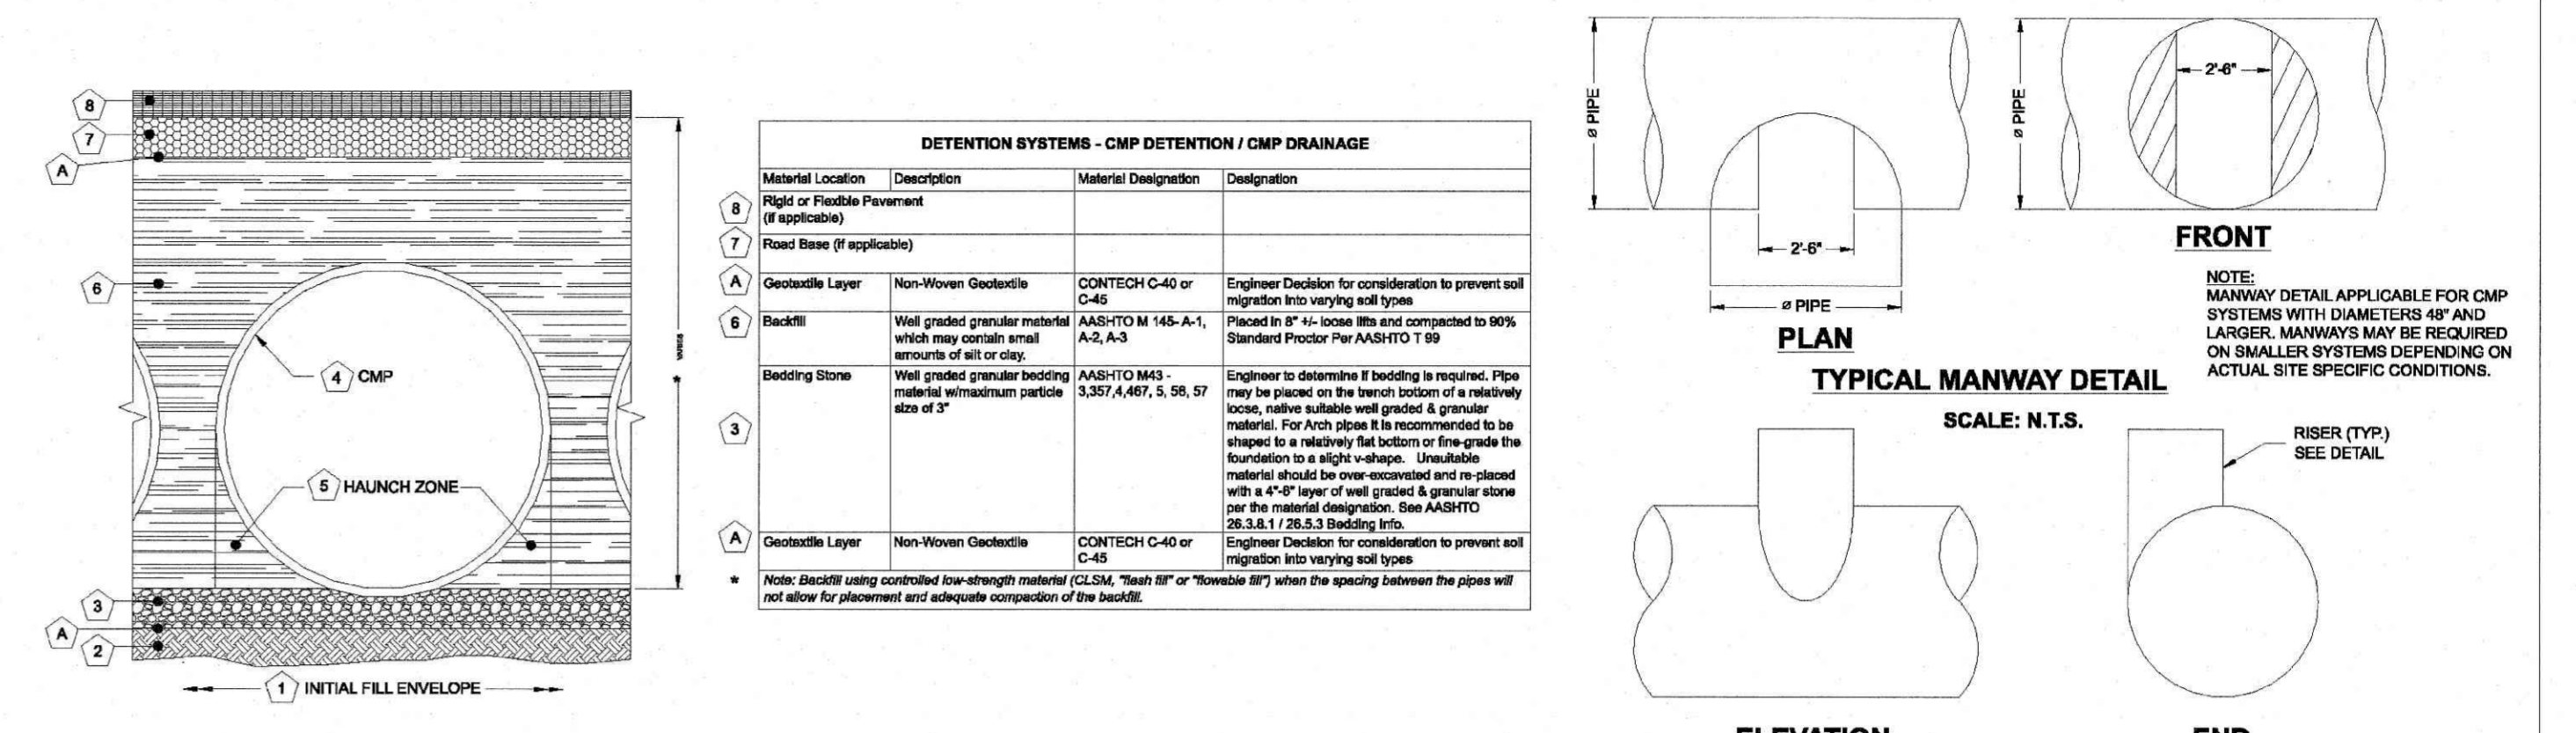 8
7
A
6
4 CMP
5 HAUNCH ZONE
3
A
2
1 INITIAL FILL ENVELOPE
VARIES
*
DETENTION SYSTEMS - CMP DETENTION / CMP DRAINAGE
Material Location Description Material Designation Designation
8 Rigid or Flexible Pavement
(if applicable)
7 Road Base (if applicable)
A Geotextile Layer Non-Woven Geotextile CONTECH C-40 or Engineer Decision for consideration to prevent soil
C-45 migration into varying soil types
6 Backfill Well graded granular material AASHTO M 145- A-1, Placed in 8" +/- loose lifts and compacted to 90%
which may contain small A-2, A-3 Standard Proctor Per AASHTO T 99
amounts of silt or clay.
Bedding Stone Well graded granular bedding AASHTO M43 - Engineer to determine if bedding is required. Pipe
material w/maximum particle 3,357,4,467, 5, 56, 57 may be placed on the trench bottom of a relatively
size of 3" loose, native suitable well graded & granular
3 material. For Arch pipes it is recommended to be
shaped to a relatively flat bottom or fine-grade the
foundation to a slight v-shape. Unsuitable
material should be over-excavated and re-placed
with a 4"-6" layer of well graded & granular stone
per the material designation. See AASHTO
26.3.8.1 / 26.5.3 Bedding info.
A Geotextile Layer Non-Woven Geotextile CONTECH C-40 or Engineer Decision for consideration to prevent soil
C-45 migration into varying soil types
* Note: Backfill using controlled low-strength material (CLSM, "flash fill" or "flowable fill") when the spacing between the pipes will
not allow for placement and adequate compaction of the backfill.
ø PIPE
2'-6"
ø PIPE
PLAN
ø PIPE
2'-6"
FRONT
NOTE:
MANWAY DETAIL APPLICABLE FOR CMP
SYSTEMS WITH DIAMETERS 48" AND
LARGER. MANWAYS MAY BE REQUIRED
ON SMALLER SYSTEMS DEPENDING ON
ACTUAL SITE SPECIFIC CONDITIONS.
TYPICAL MANWAY DETAIL
SCALE: N.T.S.
RISER (TYP.)
SEE DETAIL
ELEVATION
END